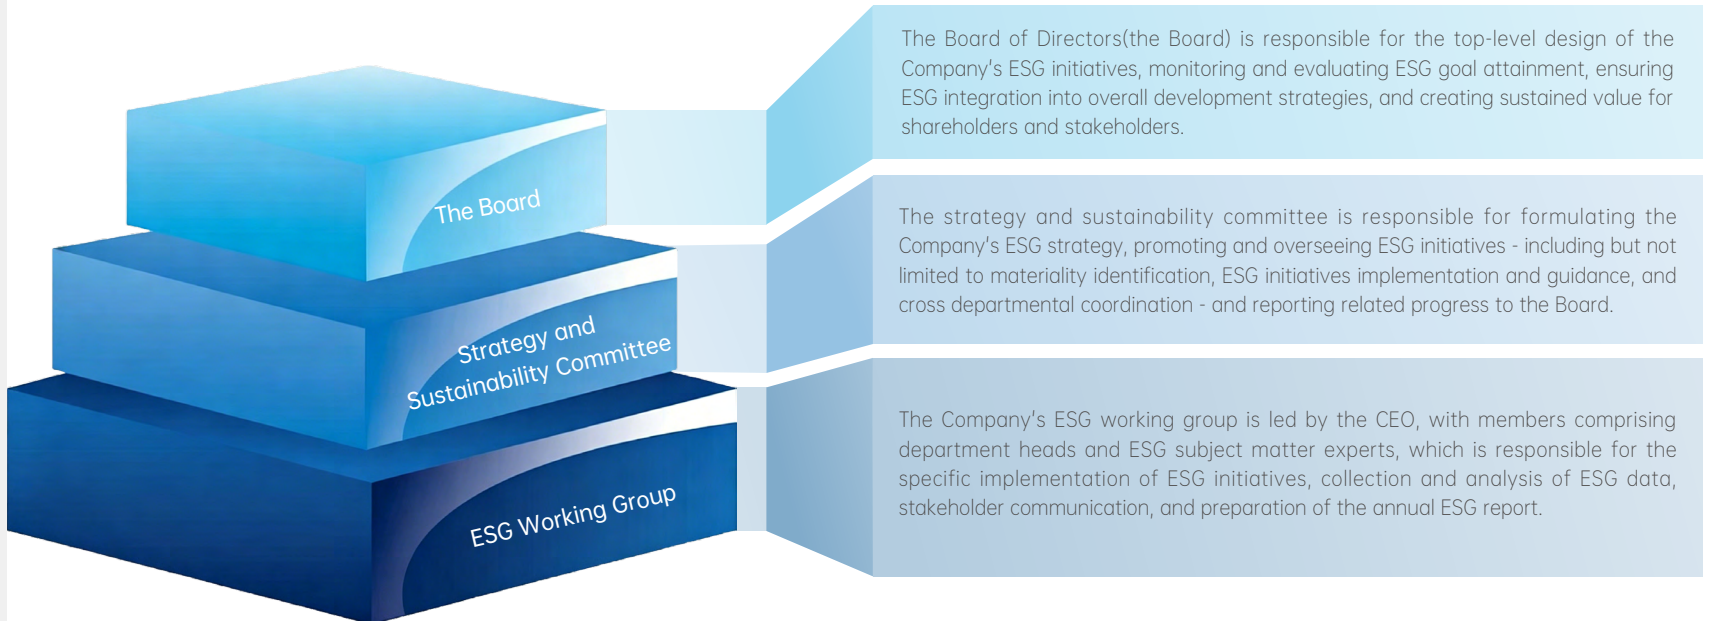 The Board of Directors(the Board) is responsible for the top-level design of the
Company's ESG initiatives, monitoring and evaluating ESG goal attainment, ensuring
ESG integration into overall development strategies, and creating sustained value for
shareholders and stakeholders.
The Board
The strategy and sustainability committee is responsible for formulating the
Company's ESG strategy, promoting and overseeing ESG initiatives - including but not
limited to materiality identification, ESG initiatives implementation and guidance, and
cross departmental coordination - and reporting related progress to the Board.
Strategy and
Sustainability Committee
The Company's ESG working group is led by the CEO, with members comprising
department heads and ESG subject matter experts, which is responsible for the
specific implementation of ESG initiatives, collection and analysis of ESG data,
stakeholder communication, and preparation of the annual ESG report.
ESG Working Group